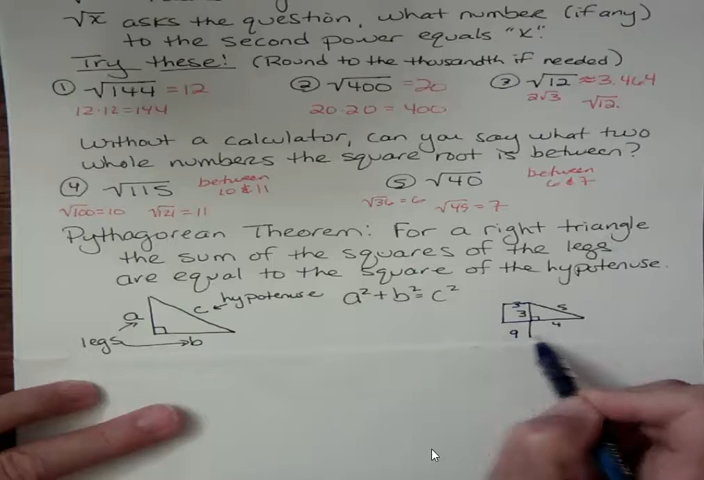 √x asks the question, what number (if any)
to the second power equals "x".
Try these! (Round to the thousandth if needed)
① √144 = 12 ② √400 = 20 ③ √12 ≈ 3.464
12·12=144 20·20 = 400 2√3 √12.
Without a calculator, can you say what two
whole numbers the square root is between?
④ √115 between 10 & 11 ⑤ √40 between 6 & 7
√100=10 √121 = 11 √36 = 6 √49 = 7
Pythagorean Theorem: For a right triangle
the sum of the squares of the legs
are equal to the square of the hypotenuse.
a c hypotenuse a² + b² = c² 3 3 5 4 9
legs b